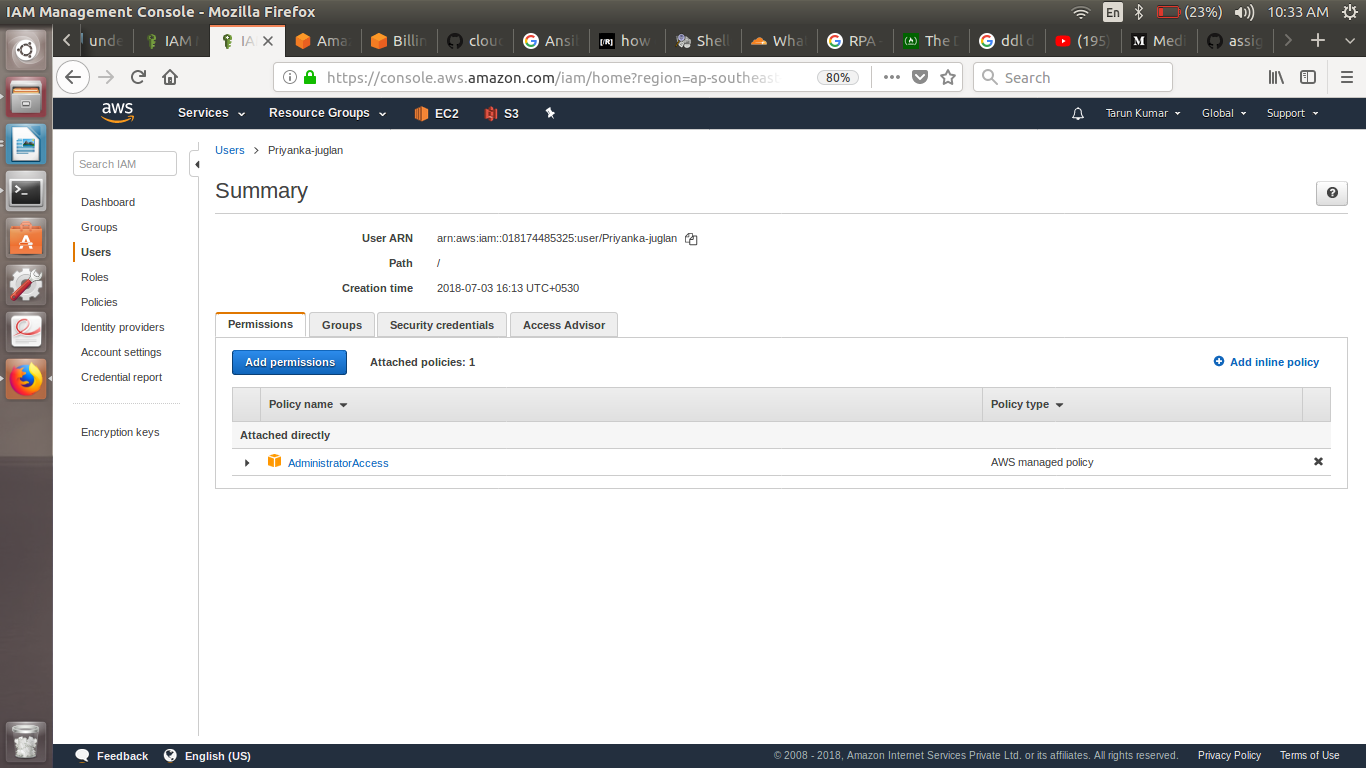 IAM Management Console - Mozilla Firefox
En
(23%)
10:33 AM
unde
IAM
IA
Ama
Billin
clou
Ansil
[/R]
how
Shell
Wha
RPA -
The D
ddl d
(195)
M
Medi
assig
https://console.aws.amazon.com/iam/home?region=ap-southeast
80%
Search
aws
Services
Resource Groups
EC2
S3
Tarun Kumar
Global
Support
Search IAM
Dashboard
Groups
Users
Roles
Policies
Identity providers
Account settings
Credential report
Encryption keys
Users > Priyanka-juglan
Summary
User ARN arn:aws:iam::018174485325:user/Priyanka-juglan
Path /
Creation time 2018-07-03 16:13 UTC+0530
Permissions
Groups
Security credentials
Access Advisor
Add permissions
Attached policies: 1
Add inline policy
Policy name
Policy type
Attached directly
AdministratorAccess
AWS managed policy
Feedback
English (US)
© 2008 - 2018, Amazon Internet Services Private Ltd. or its affiliates. All rights reserved.
Privacy Policy
Terms of Use